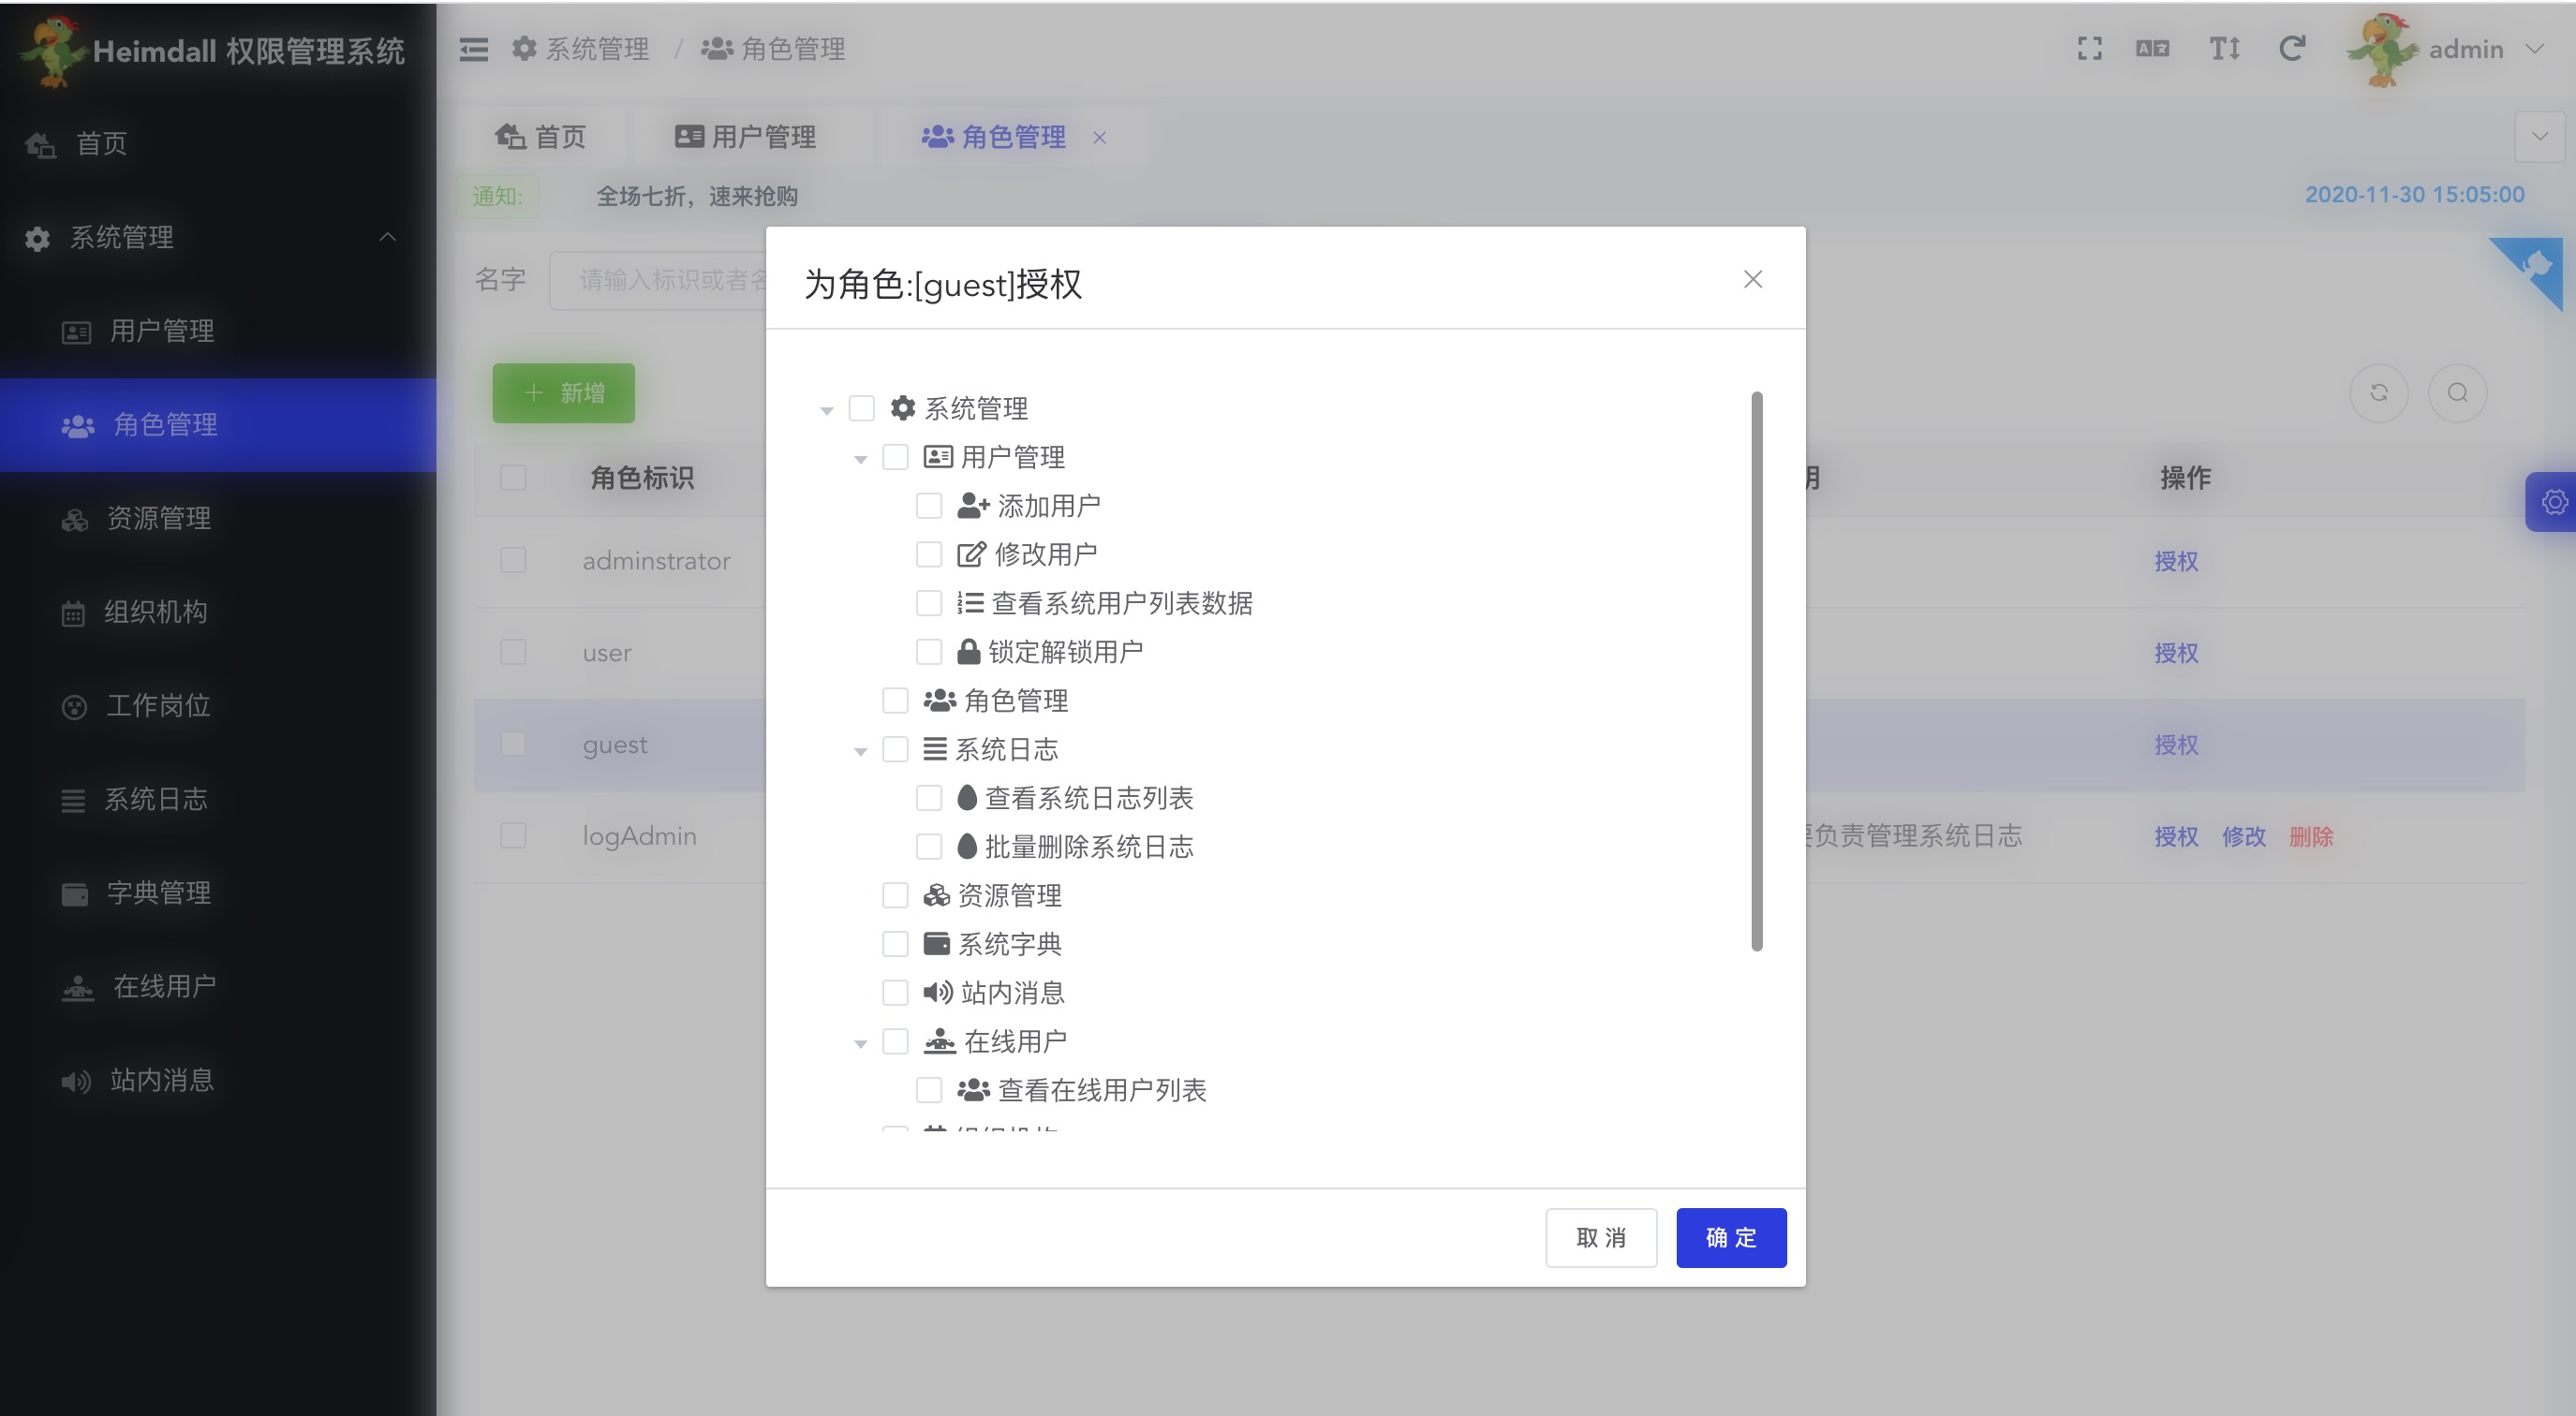 Heimdall 权限管理系统
首页
系统管理
用户管理
角色管理
资源管理
组织机构
工作岗位
系统日志
字典管理
在线用户
站内消息
系统管理 / 角色管理
admin
首页
用户管理
角色管理
通知:
全场七折，速来抢购
2020-11-30 15:05:00
名字
请输入标识或者名
新增
角色标识
明
操作
adminstrator
授权
user
授权
guest
授权
logAdmin
要负责管理系统日志
授权 修改 删除
为角色:[guest]授权
系统管理
用户管理
添加用户
修改用户
查看系统用户列表数据
锁定解锁用户
角色管理
系统日志
查看系统日志列表
批量删除系统日志
资源管理
系统字典
站内消息
在线用户
查看在线用户列表
取 消
确 定